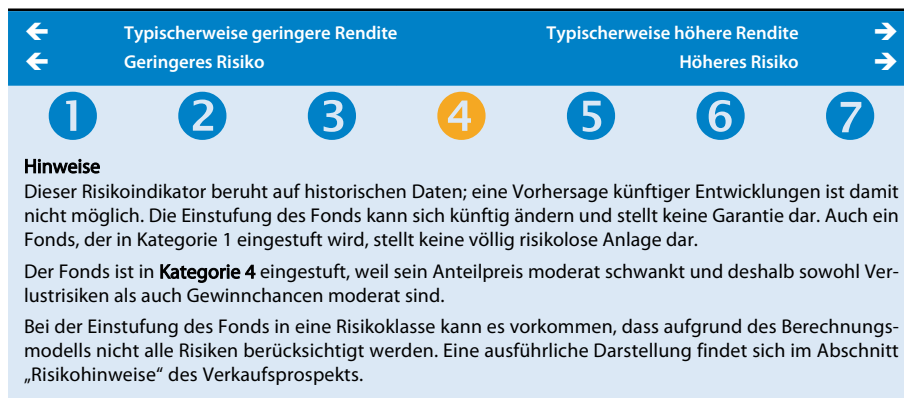 ← Typischerweise geringere Rendite Typischerweise höhere Rendite →
← Geringeres Risiko Höheres Risiko →
1 2 3 4 5 6 7
Hinweise
Dieser Risikoindikator beruht auf historischen Daten; eine Vorhersage künftiger Entwicklungen ist damit
nicht möglich. Die Einstufung des Fonds kann sich künftig ändern und stellt keine Garantie dar. Auch ein
Fonds, der in Kategorie 1 eingestuft wird, stellt keine völlig risikolose Anlage dar.
Der Fonds ist in Kategorie 4 eingestuft, weil sein Anteilpreis moderat schwankt und deshalb sowohl Ver-
lustrisiken als auch Gewinnchancen moderat sind.
Bei der Einstufung des Fonds in eine Risikoklasse kann es vorkommen, dass aufgrund des Berechnungs-
modells nicht alle Risiken berücksichtigt werden. Eine ausführliche Darstellung findet sich im Abschnitt
„Risikohinweise“ des Verkaufsprospekts.